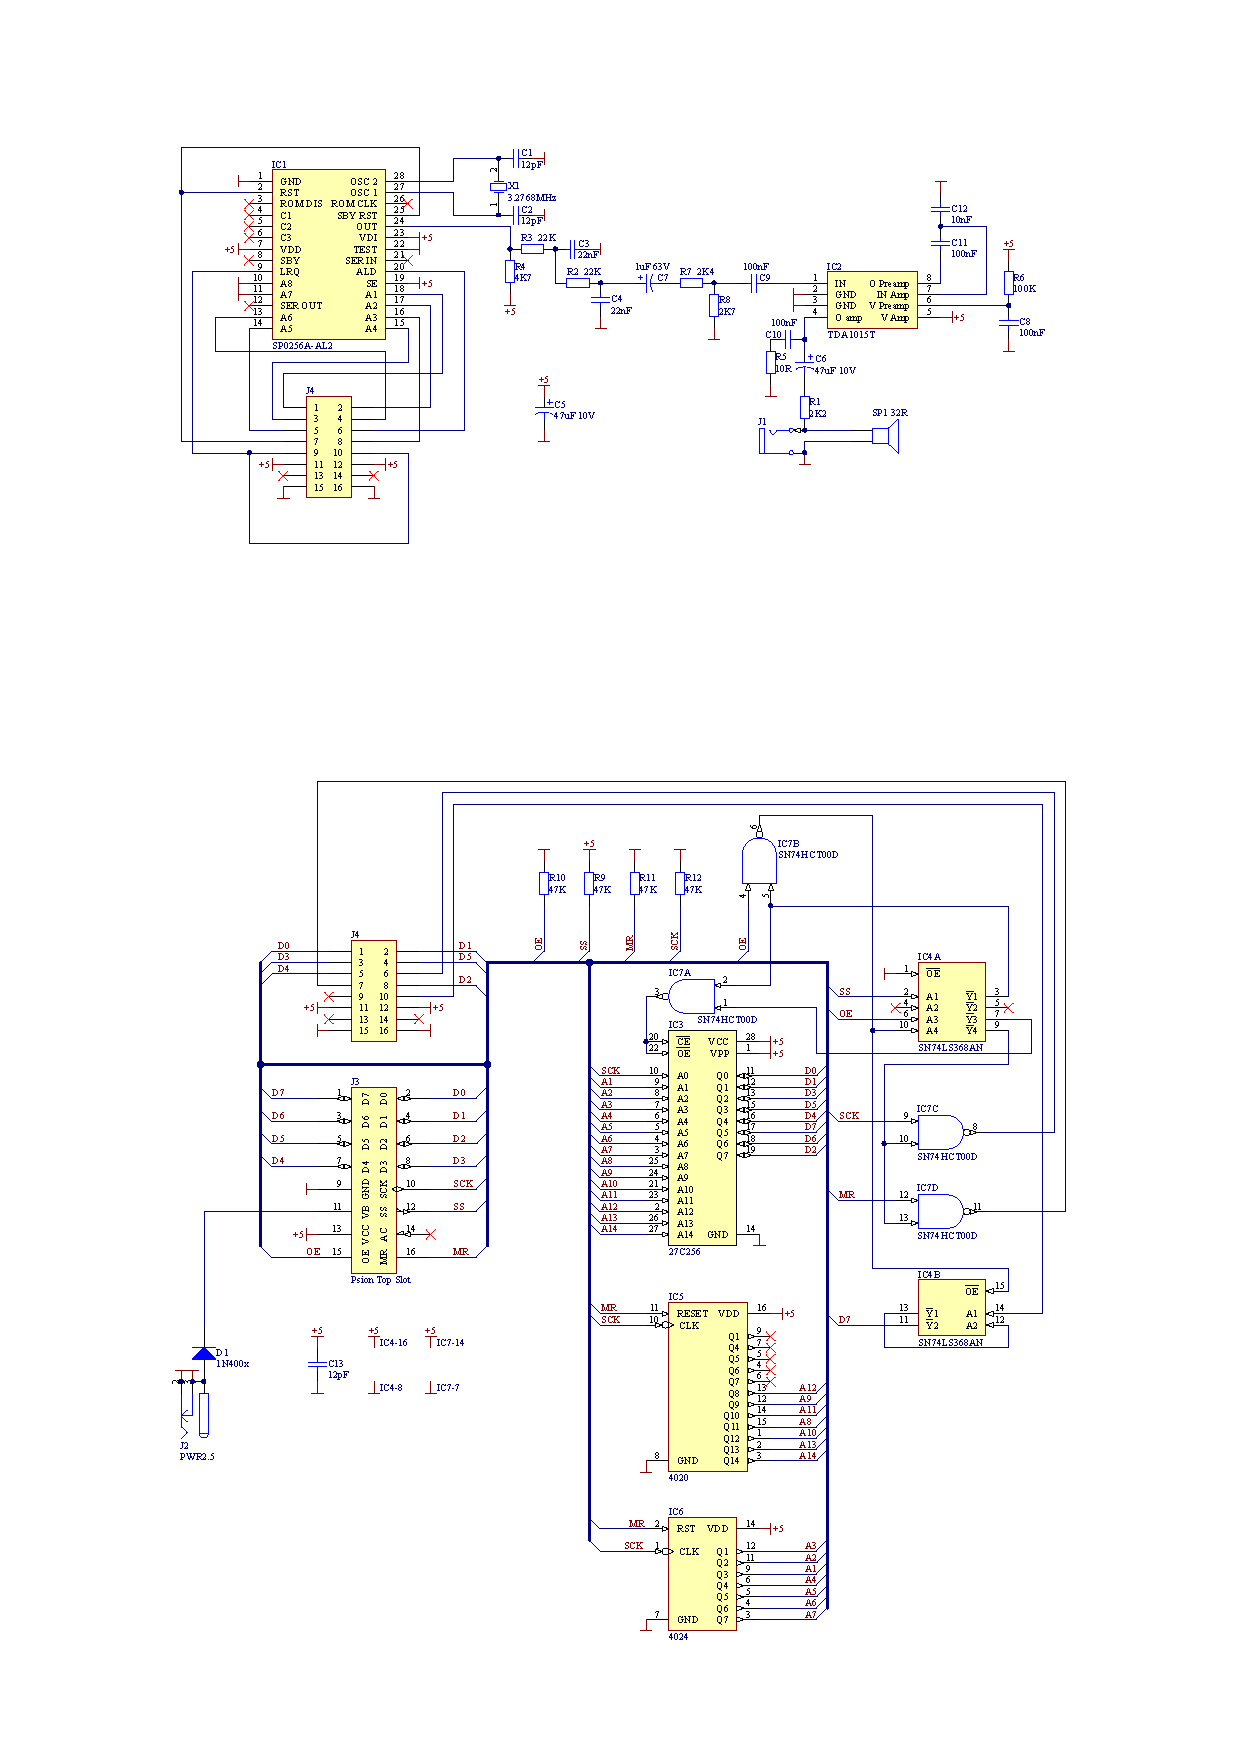 IC1
1 GND OSC 2 28
2 RST OSC 1 27
3 ROMDIS ROMCLK 26
4 C1 SBY RST 25
5 C2 OUT 24
6 C3 VDI 23 +5
+5 7 VDD TEST 22
8 SBY SERIN 21
9 LRQ ALD 20
10 A8 SE 19 +5
11 A7 A1 18
12 SER OUT A2 17
13 A6 A3 16
14 A5 A4 15
SP0256A-AL2
C1
12pF
2
X1
3.2768MHz
1
C2
12pF
R3 22K
C3
22nF
R4
4K7
+5
R2 22K
C4
22nF
1uF63V
C7
R7 2K4
R8
2K7
100nF
C9
IC2
1 IN O Preamp 8
2 GND IN Amp 7
3 GND V Preamp 6
4 O amp V Amp 5 +5
TDA1015T
C12
10nF
C11
100nF
+5
R6
100K
C8
100nF
100nF
C10
R5
10R
C6
47uF 10V
R1
2K2
J1
SP1 32R
+5
C5
47uF 10V
J4
1 2
3 4
5 6
7 8
9 10
+5 11 12 +5
13 14
15 16
IC7B
SN74HCT00D
6
4
5
+5
R10
47K
R9
47K
R11
47K
R12
47K
OE
SS
MR
SCK
OE
J4
D0 1 2 D1
D3 3 4 D5
D4 5 6
7 8 D2
9 10
+5 11 12 +5
13 14
15 16
IC7A
3
2
1
SN74HCT00D
IC4A
1 OE
SS 2 A1 Y1 3
4 A2 Y2 5
OE 6 A3 Y3 7
10 A4 Y4 9
SN74LS368AN
IC3
20 CE VCC 28 +5
22 OE VPP 1 +5
SCK 10 A0 Q0 11 D0
A1 9 A1 Q1 12 D1
A2 8 A2 Q2 13 D3
A3 7 A3 Q3 15 D5
A4 6 A4 Q4 16 D4
A5 5 A5 Q5 17 D7
A6 4 A6 Q6 18 D6
A7 3 A7 Q7 19 D2
A8 25 A8
A9 24 A9
A10 21 A10
A11 23 A11
A12 2 A12
A13 26 A13
A14 27 A14 GND 14
27C256
J3
D7 1 D7 D0 2 D0
D6 3 D6 D1 4 D1
D5 5 D5 D2 6 D2
D4 7 D4 D3 8 D3
9 GND SCK 10 SCK
11 VB SS 12 SS
+5 13 VCC AC 14
OE 15 OE MR 16 MR
Psion Top Slot
IC7C
SCK 9
10
8
SN74HCT00D
IC7D
MR 12
13
11
SN74HCT00D
IC4B
OE 15
13 Y1 A1 14
D7 11 Y2 A2 12
SN74LS368AN
IC5
MR 11 RESET VDD 16 +5
SCK 10 CLK
Q1 9
Q4 7
Q5 5
Q6 4
Q7 6
Q8 13 A12
Q9 12 A9
Q10 14 A11
Q11 15 A8
Q12 1 A10
Q13 2 A13
8 GND Q14 3 A14
4020
D1
1N400x
J2
PWR2.5
+5
C13
12pF
+5
IC4-16
+5
IC7-14
IC4-8
IC7-7
IC6
MR 2 RST VDD 14 +5
SCK 1 CLK Q1 12 A3
Q2 11 A2
Q3 9 A1
Q4 6 A4
Q5 5 A5
Q6 4 A6
7 GND Q7 3 A7
4024